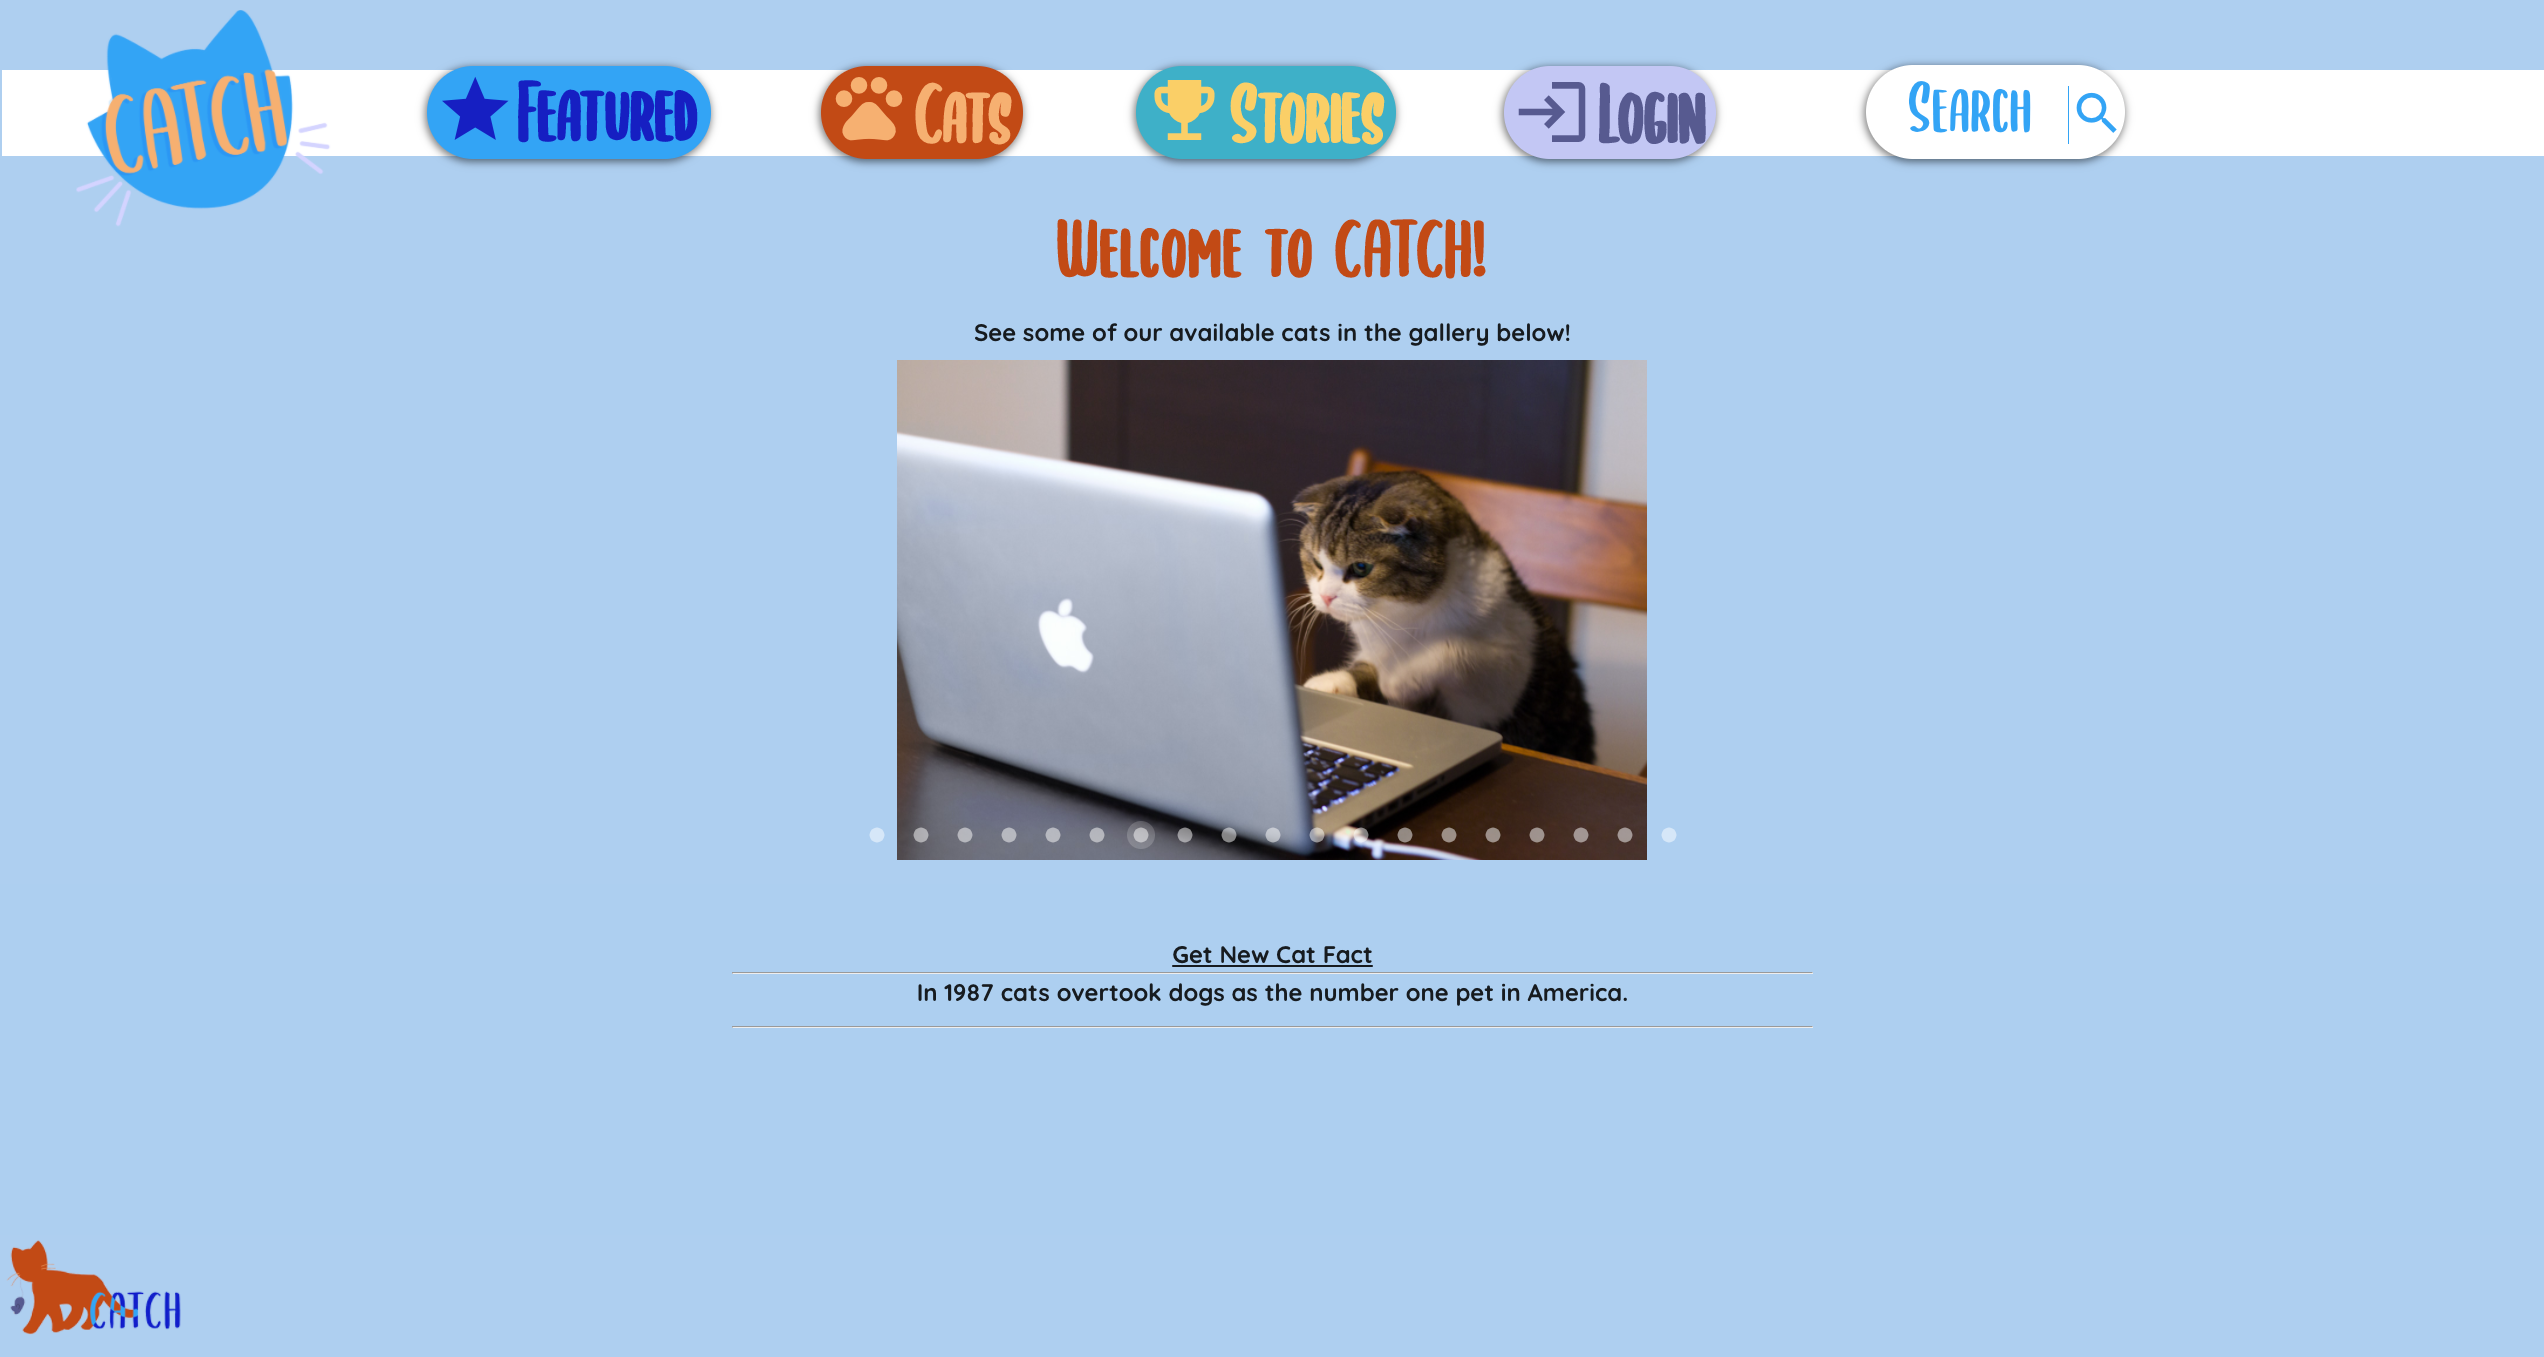 CATCH
Featured
Cats
Stories
Login
Search
Welcome to CATCH!
See some of our available cats in the gallery below!
Get New Cat Fact
In 1987 cats overtook dogs as the number one pet in America.
CATCH